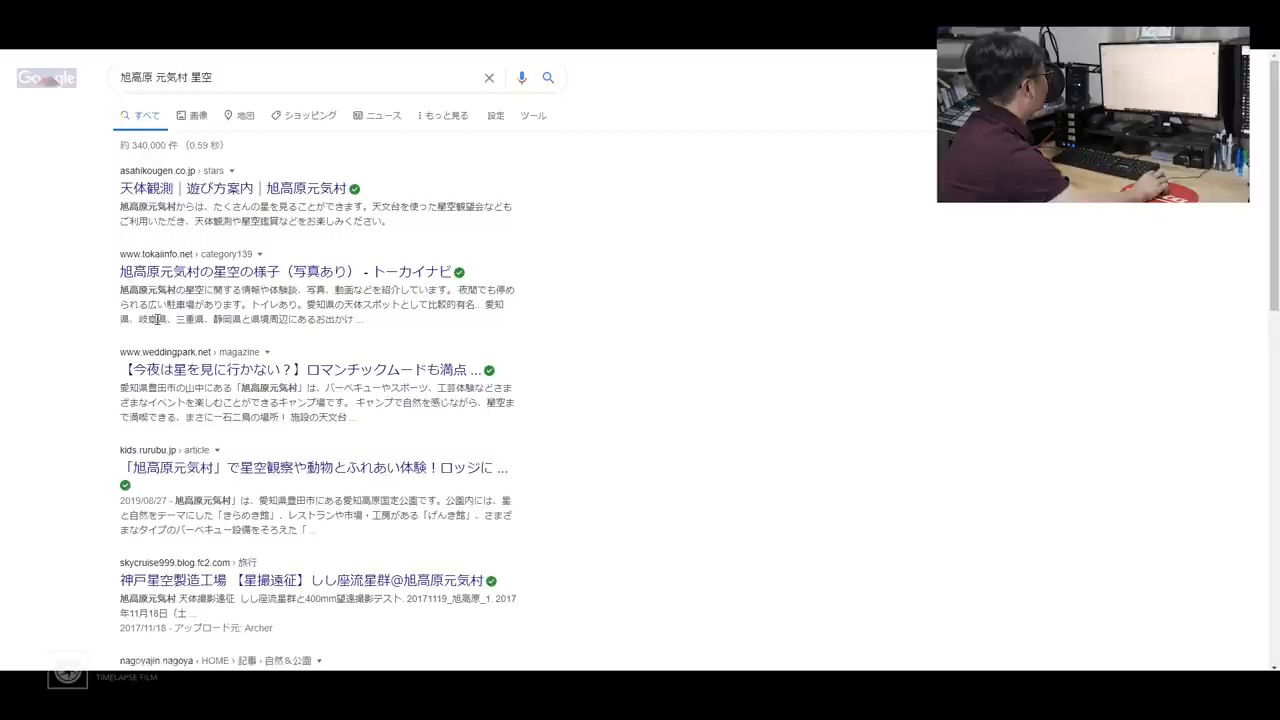 Google
旭高原 元気村 星空
すべて 画像 地図 ショッピング ニュース もっと見る 設定 ツール
約 340,000 件 （0.59 秒）
asahikougen.co.jp › stars
天体観測｜遊び方案内｜旭高原元気村
旭高原元気村からは、たくさんの星を見ることができます。天文台を使った星空観望会なども
ご利用いただき、天体観測や星空鑑賞などをお楽しみください。
www.tokaiinfo.net › category139
旭高原元気村の星空の様子（写真あり） - トーカイナビ
旭高原元気村の星空に関する情報や体験談、写真、動画などを紹介しています。 夜間でも停め
られる広い駐車場があります。トイレあり。愛知県の天体スポットとして比較的有名.. 愛知
県、岐阜県、三重県、静岡県と県境周辺にあるお出かけ ...
www.weddingpark.net › magazine
【今夜は星を見に行かない？】ロマンチックムードも満点 ...
愛知県豊田市の山中にある「旭高原元気村」は、バーベキューやスポーツ、工芸体験などさま
ざまなイベントを楽しむことができるキャンプ場です。 キャンプで自然を感じながら、星空ま
で満喫できる、まさに一石二鳥の場所！ 施設の天文台 ...
kids.rurubu.jp › article
「旭高原元気村」で星空観察や動物とふれあい体験！ロッジに ...
2019/08/27 - 旭高原元気村」は、愛知県豊田市にある愛知高原国定公園です。公園内には、星
と自然をテーマにした「きらめき館」、レストランや市場・工房がある「げんき館」、さまざ
まなタイプのバーベキュー設備をそろえた「 ...
skycruise999.blog.fc2.com › 旅行
神戸星空製造工場 【星撮遠征】しし座流星群@旭高原元気村
旭高原元気村 天体撮影遠征 しし座流星群と400mm望遠撮影テスト. 20171119_旭高原_1. 2017
年11月18日（土 ...
2017/11/18 - アップロード元: Archer
nagoyajin.nagoya › HOME › 記事 › 自然＆公園
TIMELAPSE FILM